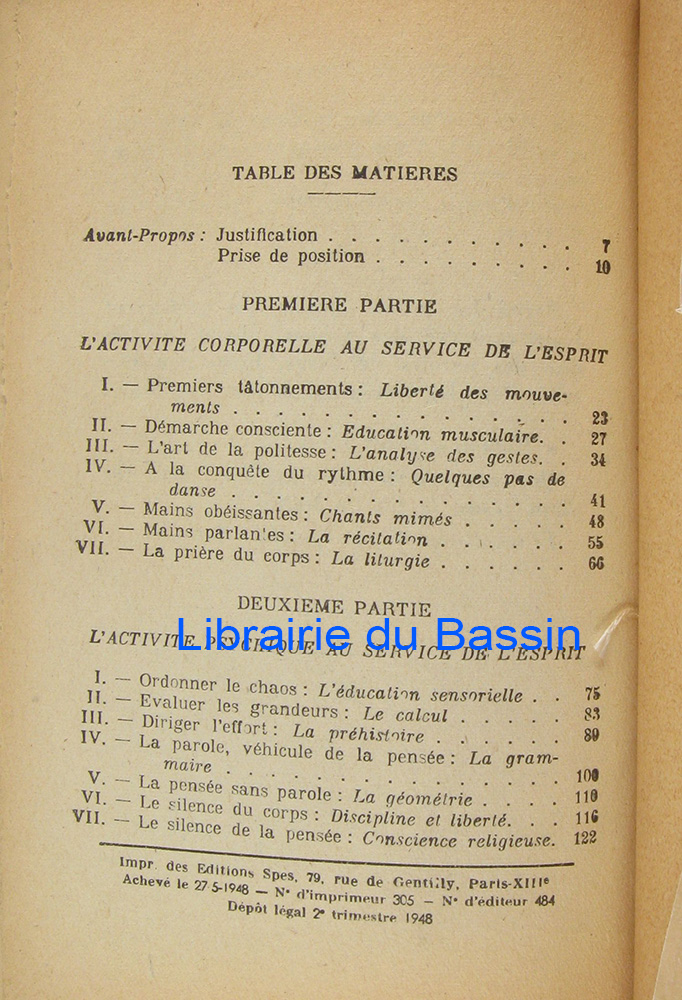 TABLE DES MATIERES
Avant-Propos : Justification . . . . . . . . . . . 7
Prise de position . . . . . . . . . 10
PREMIERE PARTIE
L'ACTIVITE CORPORELLE AU SERVICE DE L'ESPRIT
I. — Premiers tâtonnements : Liberté des mouve-
ments . . . . . . . . . . . . . . 23
II. — Démarche consciente : Education musculaire. . 27
III. — L'art de la politesse : L'analyse des gestes. . 34
IV. — A la conquête du rythme : Quelques pas de
danse . . . . . . . . . . . . . . 41
V. — Mains obéissantes : Chants mimés . . . . . 48
VI. — Mains parlantes : La récitation . . . . . . 55
VII. — La prière du corps : La liturgie . . . . . . 66
DEUXIEME PARTIE
L'ACTIVITE PSYCHIQUE AU SERVICE DE L'ESPRIT
Librairie du Bassin
I. — Ordonner le chaos : L'éducation sensorielle . . 75
II. — Evaluer les grandeurs : Le calcul . . . . . 83
III. — Diriger l'effort : La préhistoire . . . . . . 89
IV. — La parole, véhicule de la pensée : La gram-
maire . . . . . . . . . . . . . . 100
V. — La pensée sans parole : La géométrie . . . . 110
VI. — Le silence du corps : Discipline et liberté. . . 116
VII. — Le silence de la pensée : Conscience religieuse. 122
Impr. des Editions Spes, 79, rue de Gentilly, Paris-XIIIe
Achevé le 27-5-1948 — N° d'imprimeur 305 — N° d'éditeur 484
Dépôt légal 2e trimestre 1948